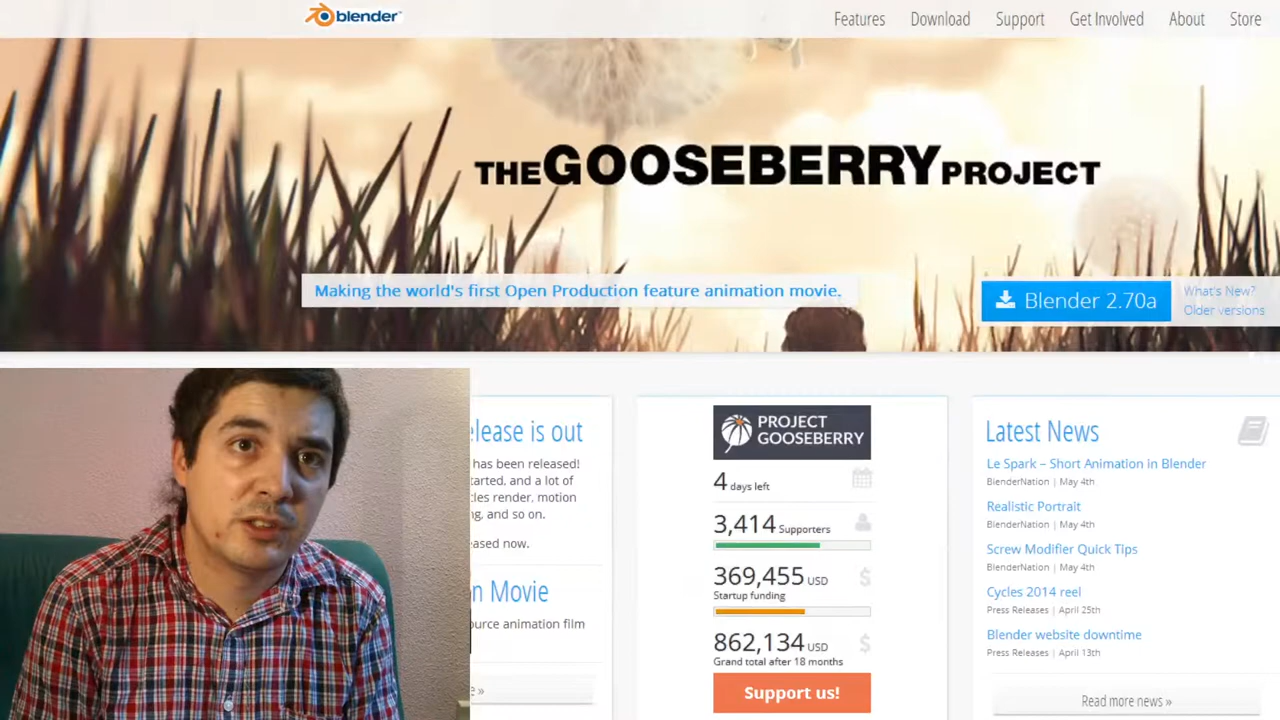 blender
Features Download Support Get Involved About Store
THE GOOSEBERRY PROJECT
Making the world's first Open Production feature animation movie.
Blender 2.70a
What's New?
Older versions
elease is out
has been released!
tarted, and a lot of
cles render, motion
g, and so on.
ased now.
n Movie
ource animation film
e »
PROJECT
GOOSEBERRY
4 days left
3,414 Supporters
369,455 USD
Startup funding
862,134 USD
Grand total after 18 months
Support us!
Latest News
Le Spark – Short Animation in Blender
BlenderNation | May 4th
Realistic Portrait
BlenderNation | May 4th
Screw Modifier Quick Tips
BlenderNation | May 4th
Cycles 2014 reel
Press Releases | April 25th
Blender website downtime
Press Releases | April 13th
Read more news »